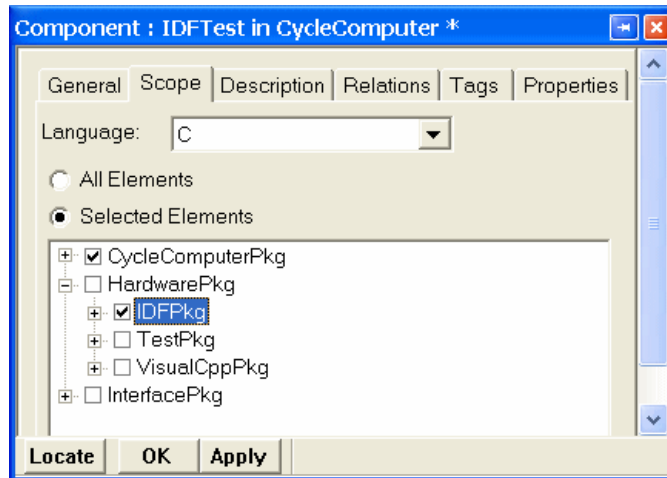 Component : IDFTest in CycleComputer *
General Scope Description Relations Tags Properties
Language: C
All Elements
Selected Elements
CycleComputerPkg
HardwarePkg
IDFPkg
TestPkg
VisualCppPkg
InterfacePkg
Locate OK Apply